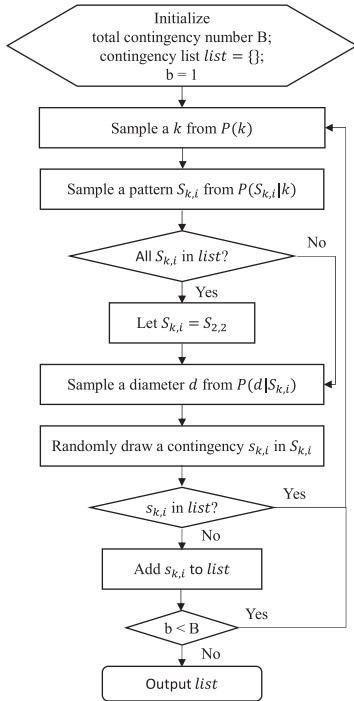 Initialize
total contingency number B;
contingency list list = {};
b = 1
Sample a k from P(k)
Sample a pattern S_{k,i} from P(S_{k,i}|k)
All S_{k,i} in list?
No
Yes
Let S_{k,i} = S_{2,2}
Sample a diameter d from P(d|S_{k,i})
Randomly draw a contingency s_{k,i} in S_{k,i}
s_{k,i} in list?
Yes
No
Add s_{k,i} to list
b < B
Yes
No
Output list